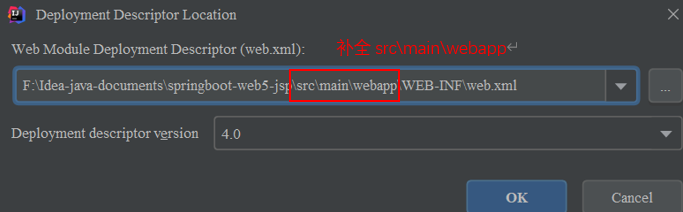 Deployment Descriptor Location
Web Module Deployment Descriptor (web.xml): 补全 src\main\webapp↵
F:\Idea-java-documents\springboot-web5-jsp\src\main\webapp\WEB-INF\web.xml
...
Deployment descriptor version 4.0
OK Cancel